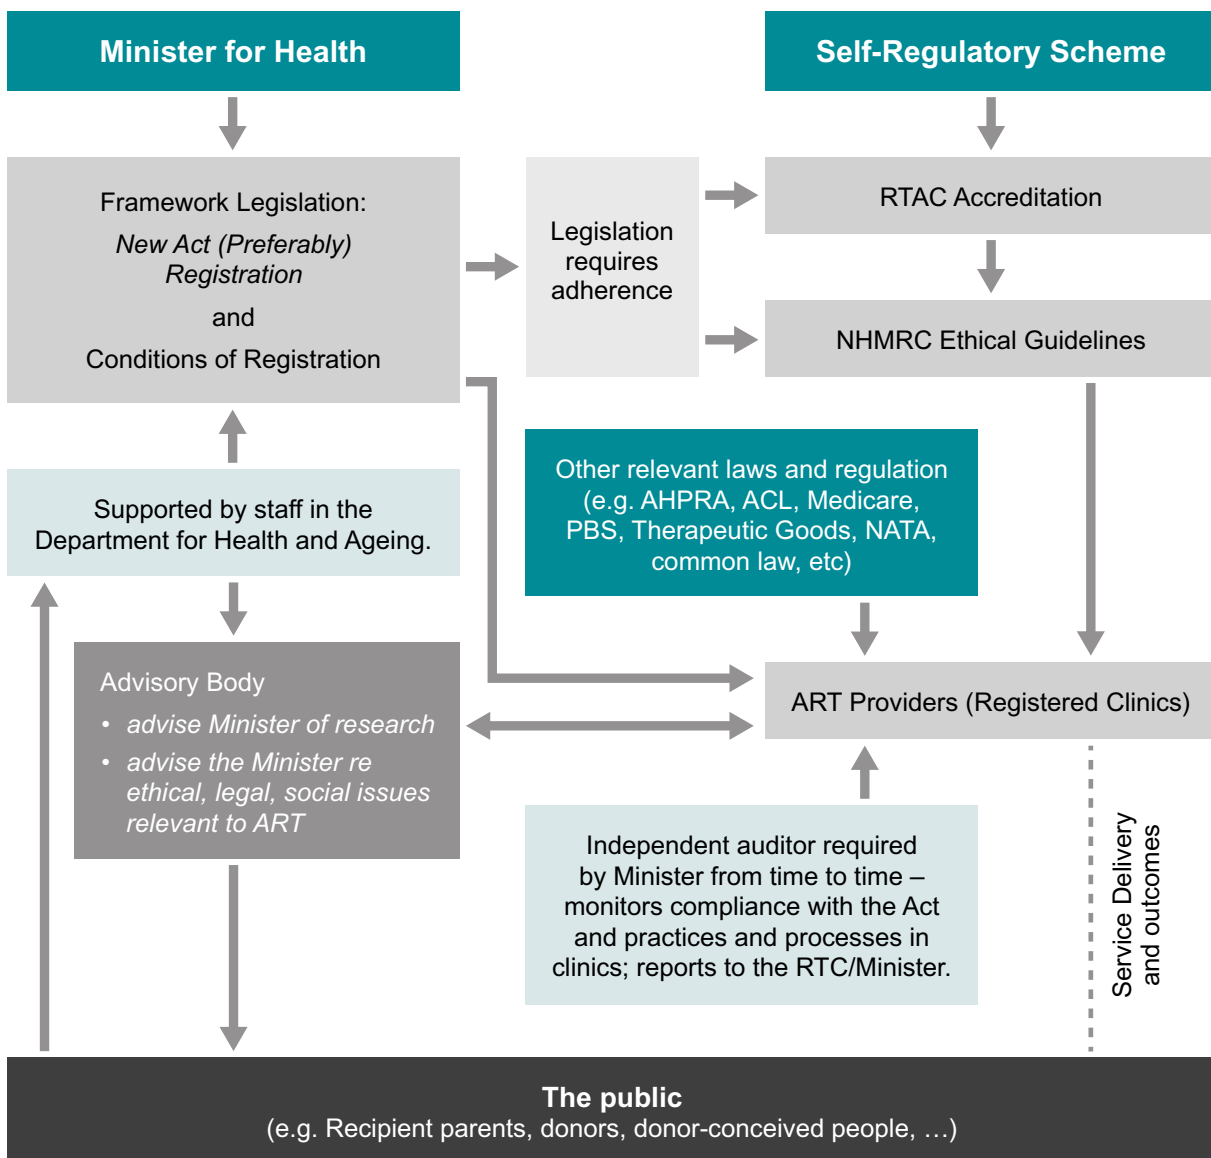 Minister for Health
Self-Regulatory Scheme
Framework Legislation:
New Act (Preferably)
Registration
and
Conditions of Registration
Legislation
requires
adherence
RTAC Accreditation
NHMRC Ethical Guidelines
Supported by staff in the
Department for Health and Ageing.
Other relevant laws and regulation
(e.g. AHPRA, ACL, Medicare,
PBS, Therapeutic Goods, NATA,
common law, etc)
Advisory Body
• advise Minister of research
• advise the Minister re
ethical, legal, social issues
relevant to ART
ART Providers (Registered Clinics)
Independent auditor required
by Minister from time to time –
monitors compliance with the Act
and practices and processes in
clinics; reports to the RTC/Minister.
Service Delivery
and outcomes
The public
(e.g. Recipient parents, donors, donor-conceived people, …)